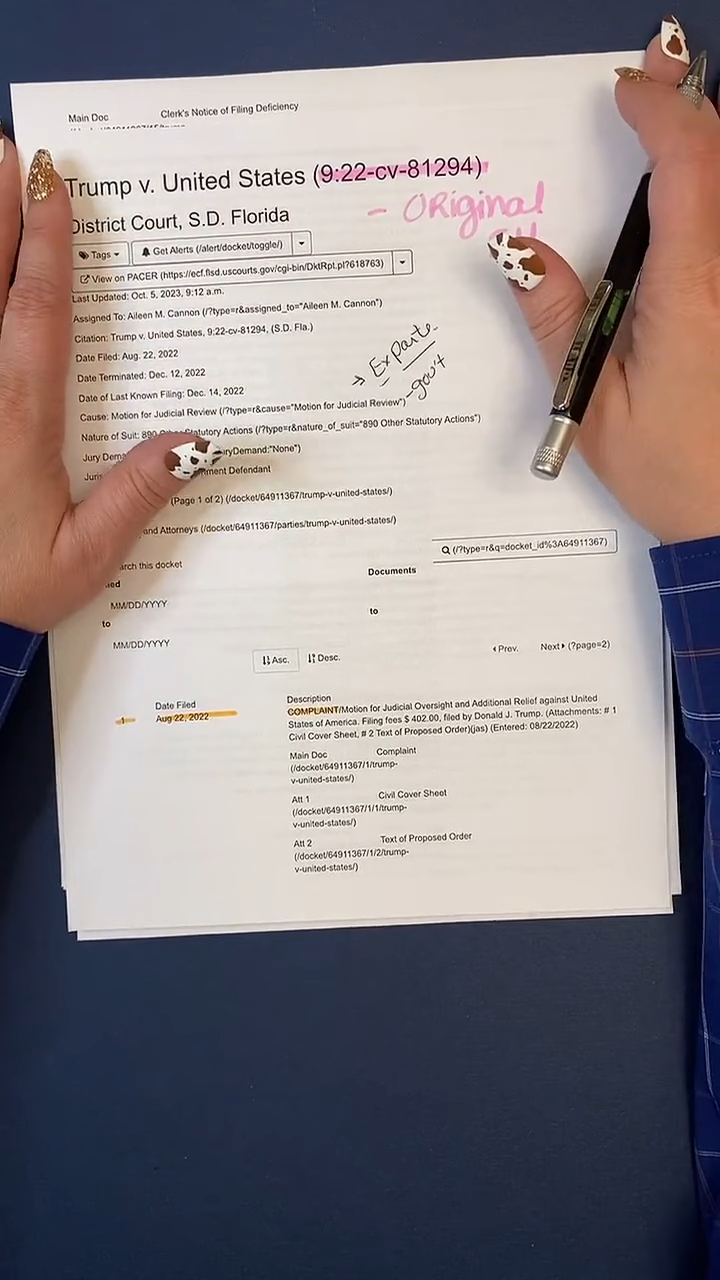 Main Doc Clerk's Notice of Filing Deficiency
Trump v. United States (9:22-cv-81294)
- ORiginal
District Court, S.D. Florida
Tags Get Alerts (/alert/docket/toggle/)
View on PACER (https://ecf.flsd.uscourts.gov/cgi-bin/DktRpt.pl?618763)
Last Updated: Oct. 5, 2023, 9:12 a.m.
Assigned To: Aileen M. Cannon (/?type=r&assigned_to="Aileen M. Cannon")
Citation: Trump v. United States, 9:22-cv-81294, (S.D. Fla.)
Date Filed: Aug. 22, 2022
→ Ex Parte
Date Terminated: Dec. 12, 2022
- gov't
Date of Last Known Filing: Dec. 14, 2022
Cause: Motion for Judicial Review (/?type=r&cause="Motion for Judicial Review")
Nature of Suit: 890 Other Statutory Actions (/?type=r&nature_of_suit="890 Other Statutory Actions")
Jury Dema ryDemand:"None")
Juris ment Defendant
(Page 1 of 2) (/docket/64911367/trump-v-united-states/)
and Attorneys (/docket/64911367/parties/trump-v-united-states/)
(/?type=r&q=docket_id%3A64911367)
arch this docket
Documents
MM/DD/YYYY
to to
MM/DD/YYYY
Asc. Desc. Prev. Next (?page=2)
Date Filed Description
1 Aug 22, 2022 COMPLAINT/Motion for Judicial Oversight and Additional Relief against United
States of America. Filing fees $ 402.00, filed by Donald J. Trump. (Attachments: # 1
Civil Cover Sheet, # 2 Text of Proposed Order)(jas) (Entered: 08/22/2022)
Main Doc Complaint
(/docket/64911367/1/trump-
v-united-states/)
Att 1 Civil Cover Sheet
(/docket/64911367/1/1/trump-
v-united-states/)
Att 2 Text of Proposed Order
(/docket/64911367/1/2/trump-
v-united-states/)